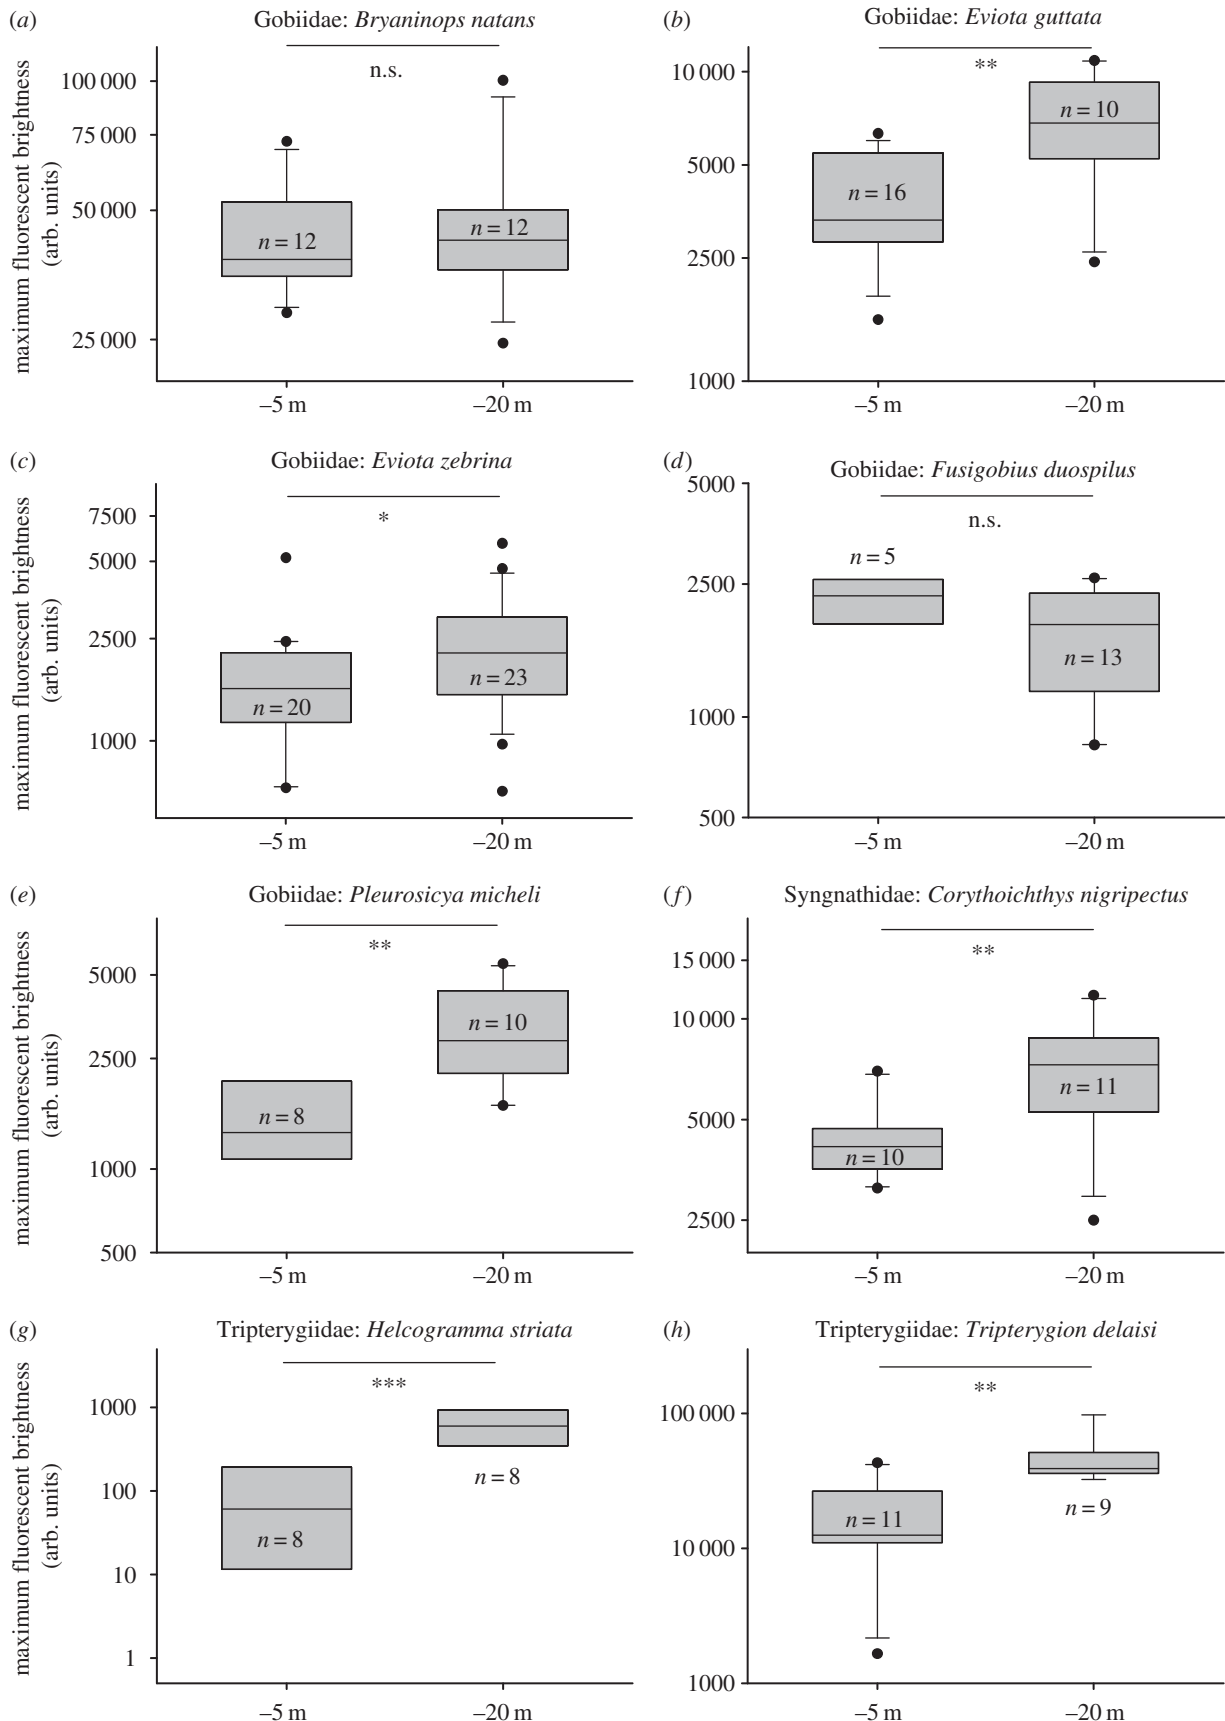 (a)
Gobiidae: Bryaninops natans
n.s.
100 000
75 000
50 000
25 000
maximum fluorescent brightness
(arb. units)
n = 12
n = 12
–5 m
–20 m
(b)
Gobiidae: Eviota guttata
**
10 000
5000
2500
1000
n = 16
n = 10
–5 m
–20 m
(c)
Gobiidae: Eviota zebrina
*
7500
5000
2500
1000
maximum fluorescent brightness
(arb. units)
n = 20
n = 23
–5 m
–20 m
(d)
Gobiidae: Fusigobius duospilus
n.s.
5000
2500
1000
500
n = 5
n = 13
–5 m
–20 m
(e)
Gobiidae: Pleurosicya micheli
**
5000
2500
1000
500
maximum fluorescent brightness
(arb. units)
n = 8
n = 10
–5 m
–20 m
(f)
Syngnathidae: Corythoichthys nigripectus
**
15 000
10 000
5000
2500
n = 10
n = 11
–5 m
–20 m
(g)
Tripterygiidae: Helcogramma striata
***
1000
100
10
1
maximum fluorescent brightness
(arb. units)
n = 8
n = 8
–5 m
–20 m
(h)
Tripterygiidae: Tripterygion delaisi
**
100 000
10 000
1000
n = 11
n = 9
–5 m
–20 m